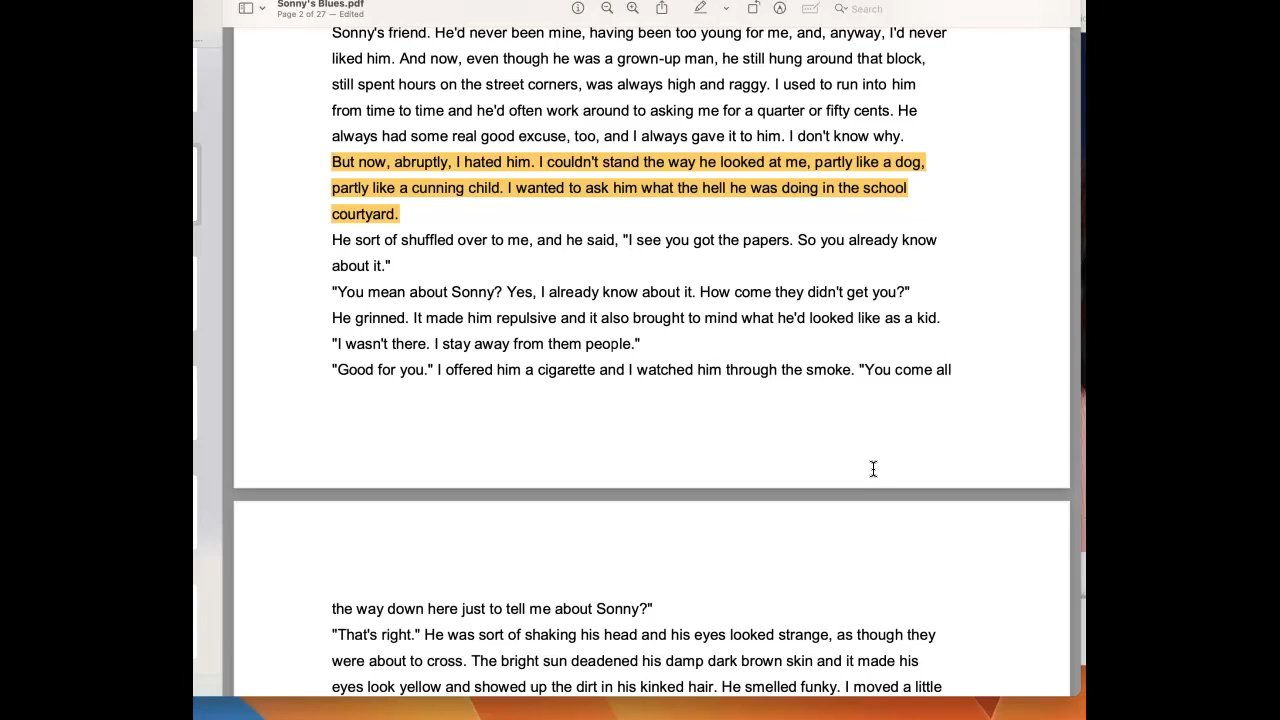 Sonny's Blues.pdf
Page 2 of 27 — Edited
Search
Sonny's friend. He'd never been mine, having been too young for me, and, anyway, I'd never
liked him. And now, even though he was a grown-up man, he still hung around that block,
still spent hours on the street corners, was always high and raggy. I used to run into him
from time to time and he'd often work around to asking me for a quarter or fifty cents. He
always had some real good excuse, too, and I always gave it to him. I don't know why.
But now, abruptly, I hated him. I couldn't stand the way he looked at me, partly like a dog,
partly like a cunning child. I wanted to ask him what the hell he was doing in the school
courtyard.
He sort of shuffled over to me, and he said, "I see you got the papers. So you already know
about it."
"You mean about Sonny? Yes, I already know about it. How come they didn't get you?"
He grinned. It made him repulsive and it also brought to mind what he'd looked like as a kid.
"I wasn't there. I stay away from them people."
"Good for you." I offered him a cigarette and I watched him through the smoke. "You come all
the way down here just to tell me about Sonny?"
"That's right." He was sort of shaking his head and his eyes looked strange, as though they
were about to cross. The bright sun deadened his damp dark brown skin and it made his
eyes look yellow and showed up the dirt in his kinked hair. He smelled funky. I moved a little